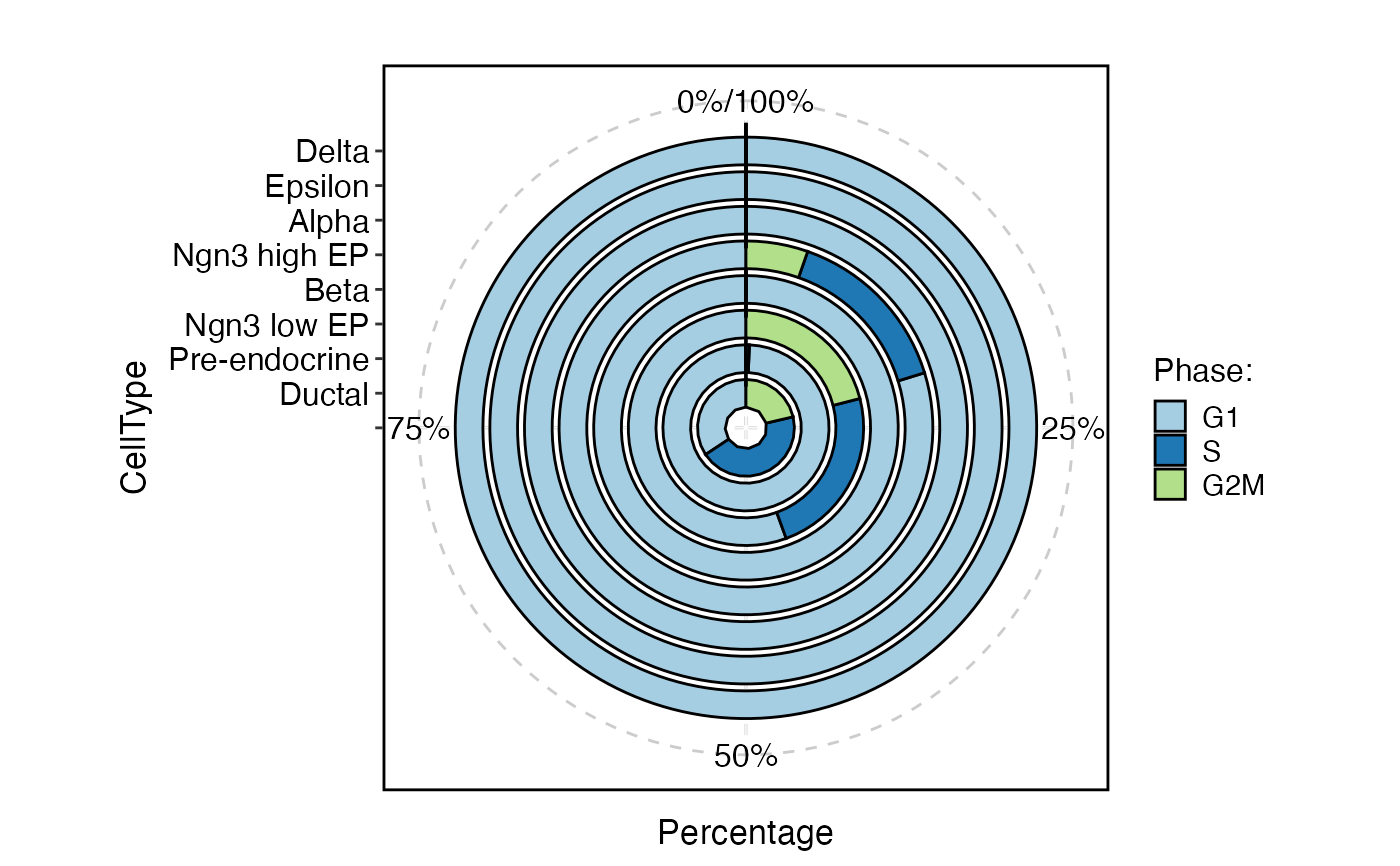 0%/100%
Delta
Epsilon
Alpha
Ngn3 high EP
Beta
Ngn3 low EP
Pre-endocrine
Ductal
CellType
75%
25%
50%
Percentage
Phase:
G1
S
G2M